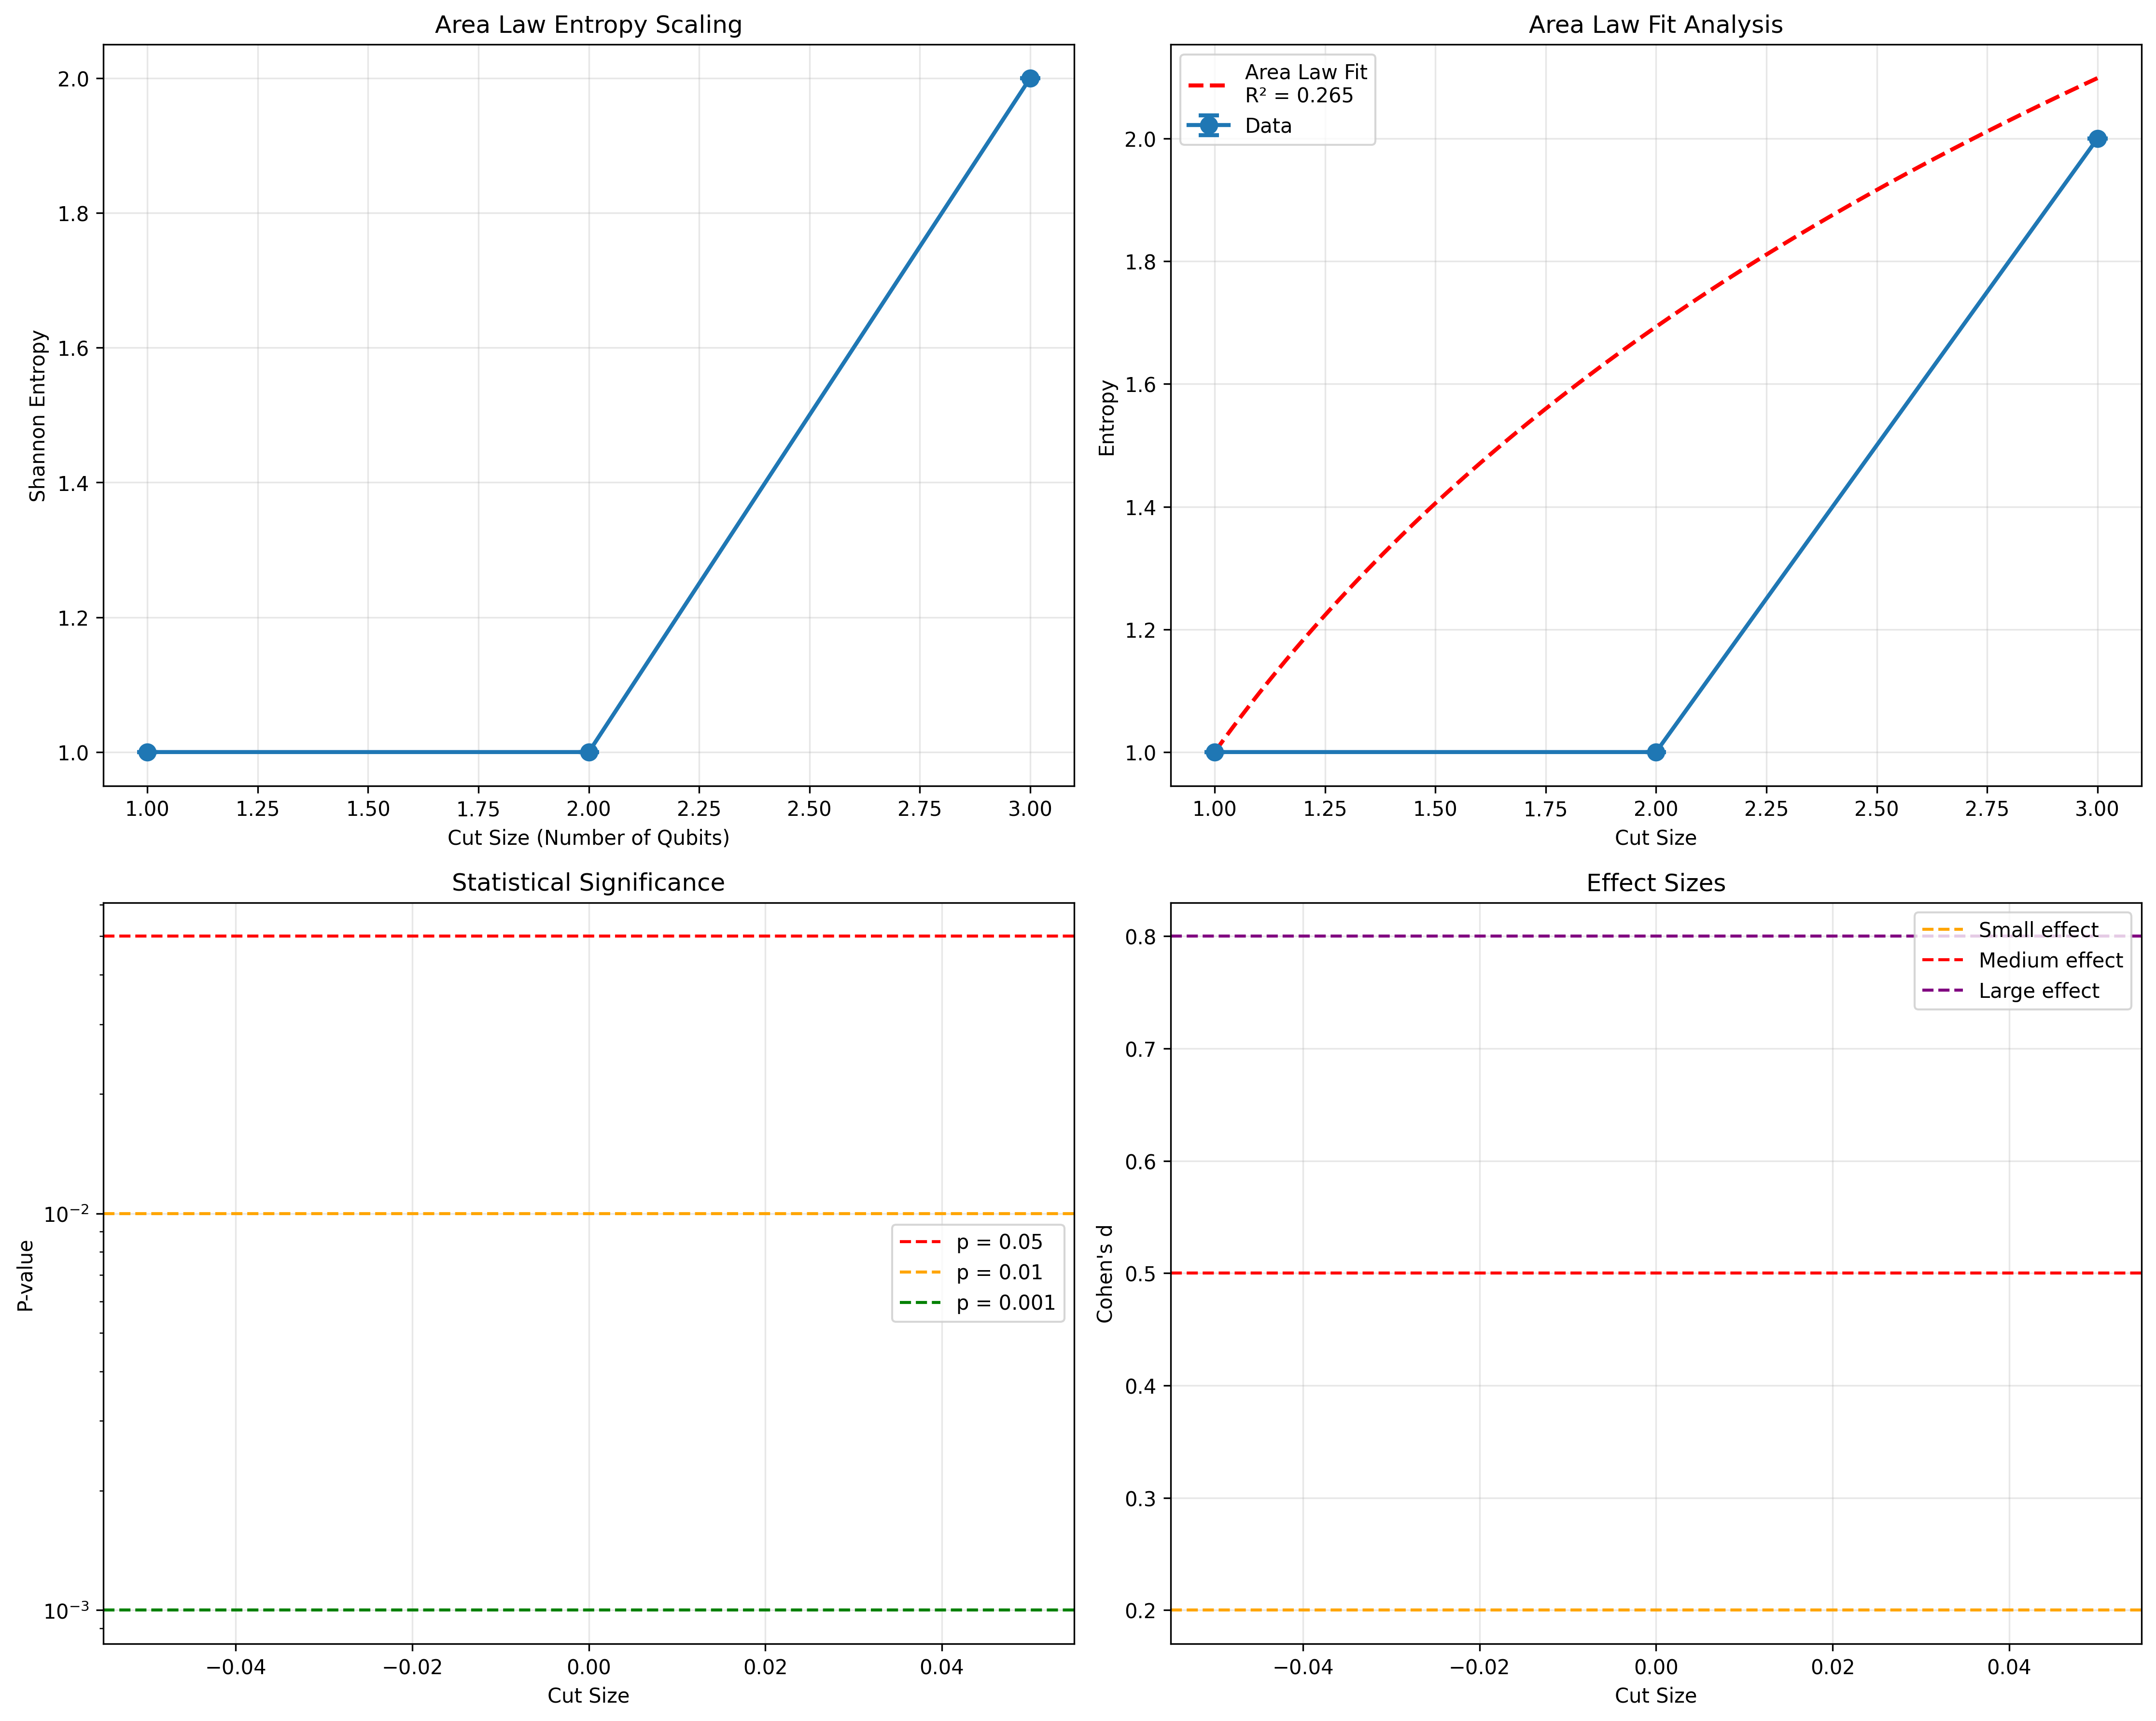 Area Law Entropy Scaling
Shannon Entropy
2.0
1.8
1.6
1.4
1.2
1.0
1.00 1.25 1.50 1.75 2.00 2.25 2.50 2.75 3.00
Cut Size (Number of Qubits)
Area Law Fit Analysis
Area Law Fit
R² = 0.265
Data
Entropy
2.0
1.8
1.6
1.4
1.2
1.0
1.00 1.25 1.50 1.75 2.00 2.25 2.50 2.75 3.00
Cut Size
Statistical Significance
P-value
10⁻²
10⁻³
p = 0.05
p = 0.01
p = 0.001
−0.04 −0.02 0.00 0.02 0.04
Cut Size
Effect Sizes
Small effect
Medium effect
Large effect
Cohen's d
0.8
0.7
0.6
0.5
0.4
0.3
0.2
−0.04 −0.02 0.00 0.02 0.04
Cut Size